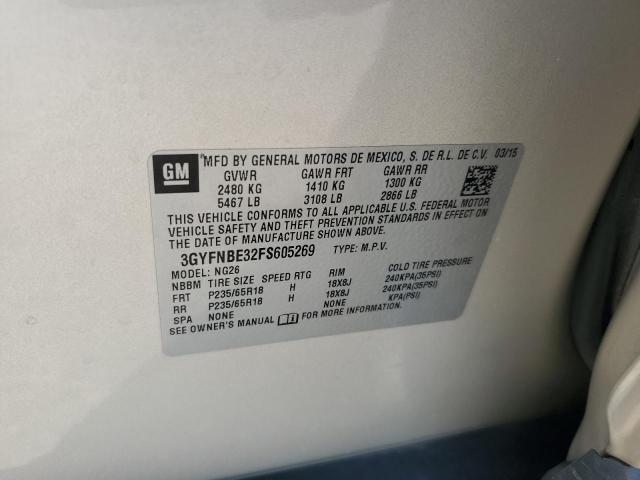 GM MFD BY GENERAL MOTORS DE MEXICO, S. DE R.L. DE C.V. 03/15
GVWR GAWR FRT GAWR RR
2480 KG 1410 KG 1300 KG
5467 LB 3108 LB 2866 LB
THIS VEHICLE CONFORMS TO ALL APPLICABLE U.S. FEDERAL MOTOR
VEHICLE SAFETY AND THEFT PREVENTION STANDARDS IN EFFECT ON
THE DATE OF MANUFACTURE SHOWN ABOVE.
3GYFNBE32FS605269 TYPE: M.P.V.
MODEL: NG26
NBBM TIRE SIZE SPEED RTG RIM COLD TIRE PRESSURE
FRT P235/65R18 H 18X8J 240KPA(35PSI)
RR P235/65R18 H 18X8J 240KPA(35PSI)
SPA NONE NONE KPA(PSI)
SEE OWNER'S MANUAL FOR MORE INFORMATION.